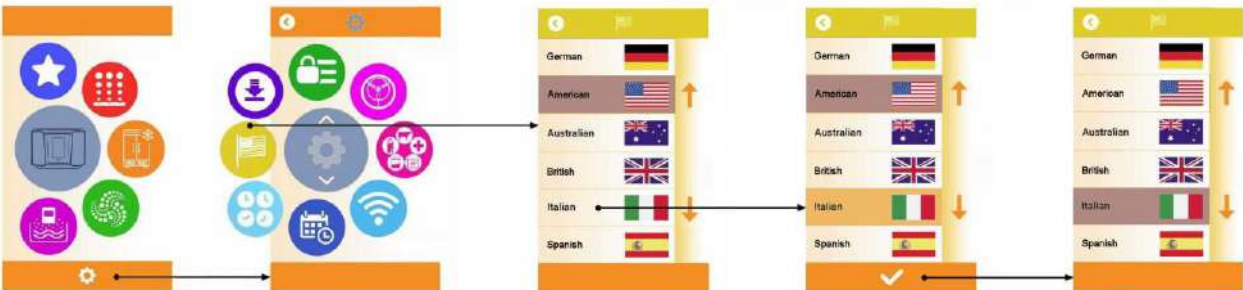 German
American
Australian
British
Italian
Spanish
German
American
Australian
British
Italian
Spanish
German
American
Australian
British
Italian
Spanish